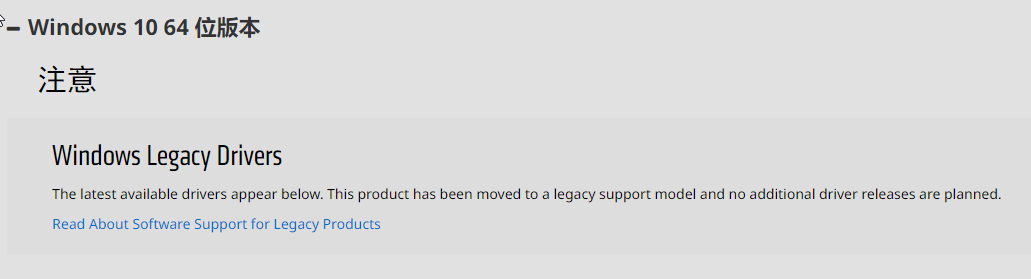 Windows 10 64 位版本
注意
Windows Legacy Drivers
The latest available drivers appear below. This product has been moved to a legacy support model and no additional driver releases are planned.
Read About Software Support for Legacy Products